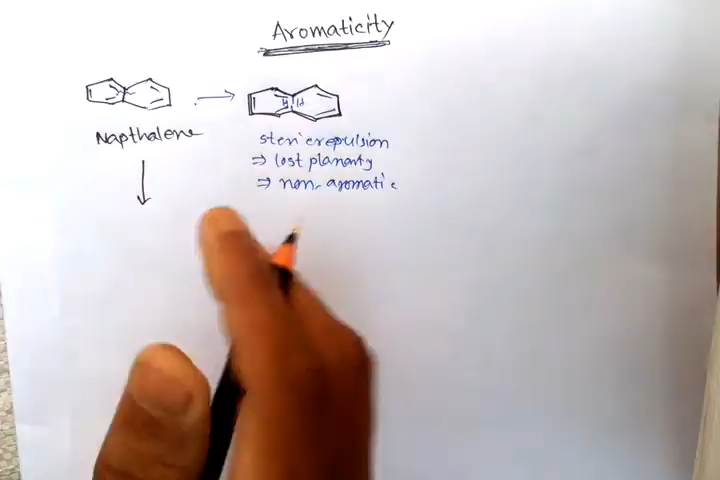 Aromaticity
H H
Napthalene
steric repulsion
⇒ lost planarity
⇒ non-aromatic